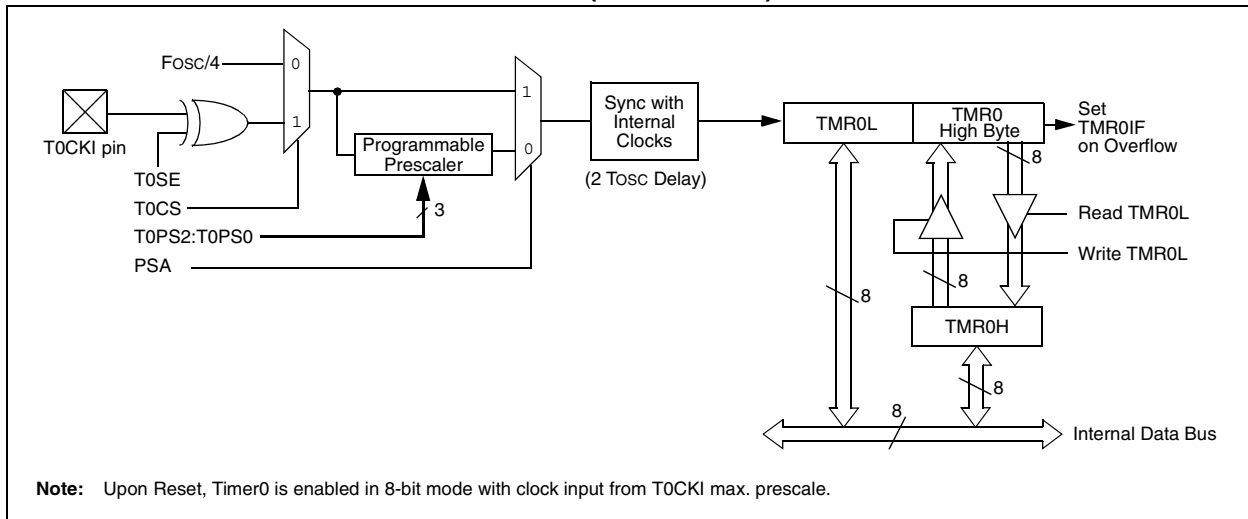 FOSC/4
0
1
T0CKI pin
T0SE
T0CS
T0PS2:T0PS0
PSA
Programmable
Prescaler
3
1
0
Sync with
Internal
Clocks
(2 TOSC Delay)
TMR0L
TMR0
High Byte
8
Set
TMR0IF
on Overflow
Read TMR0L
Write TMR0L
8
8
TMR0H
8
8
Internal Data Bus
Note: Upon Reset, Timer0 is enabled in 8-bit mode with clock input from T0CKI max. prescale.